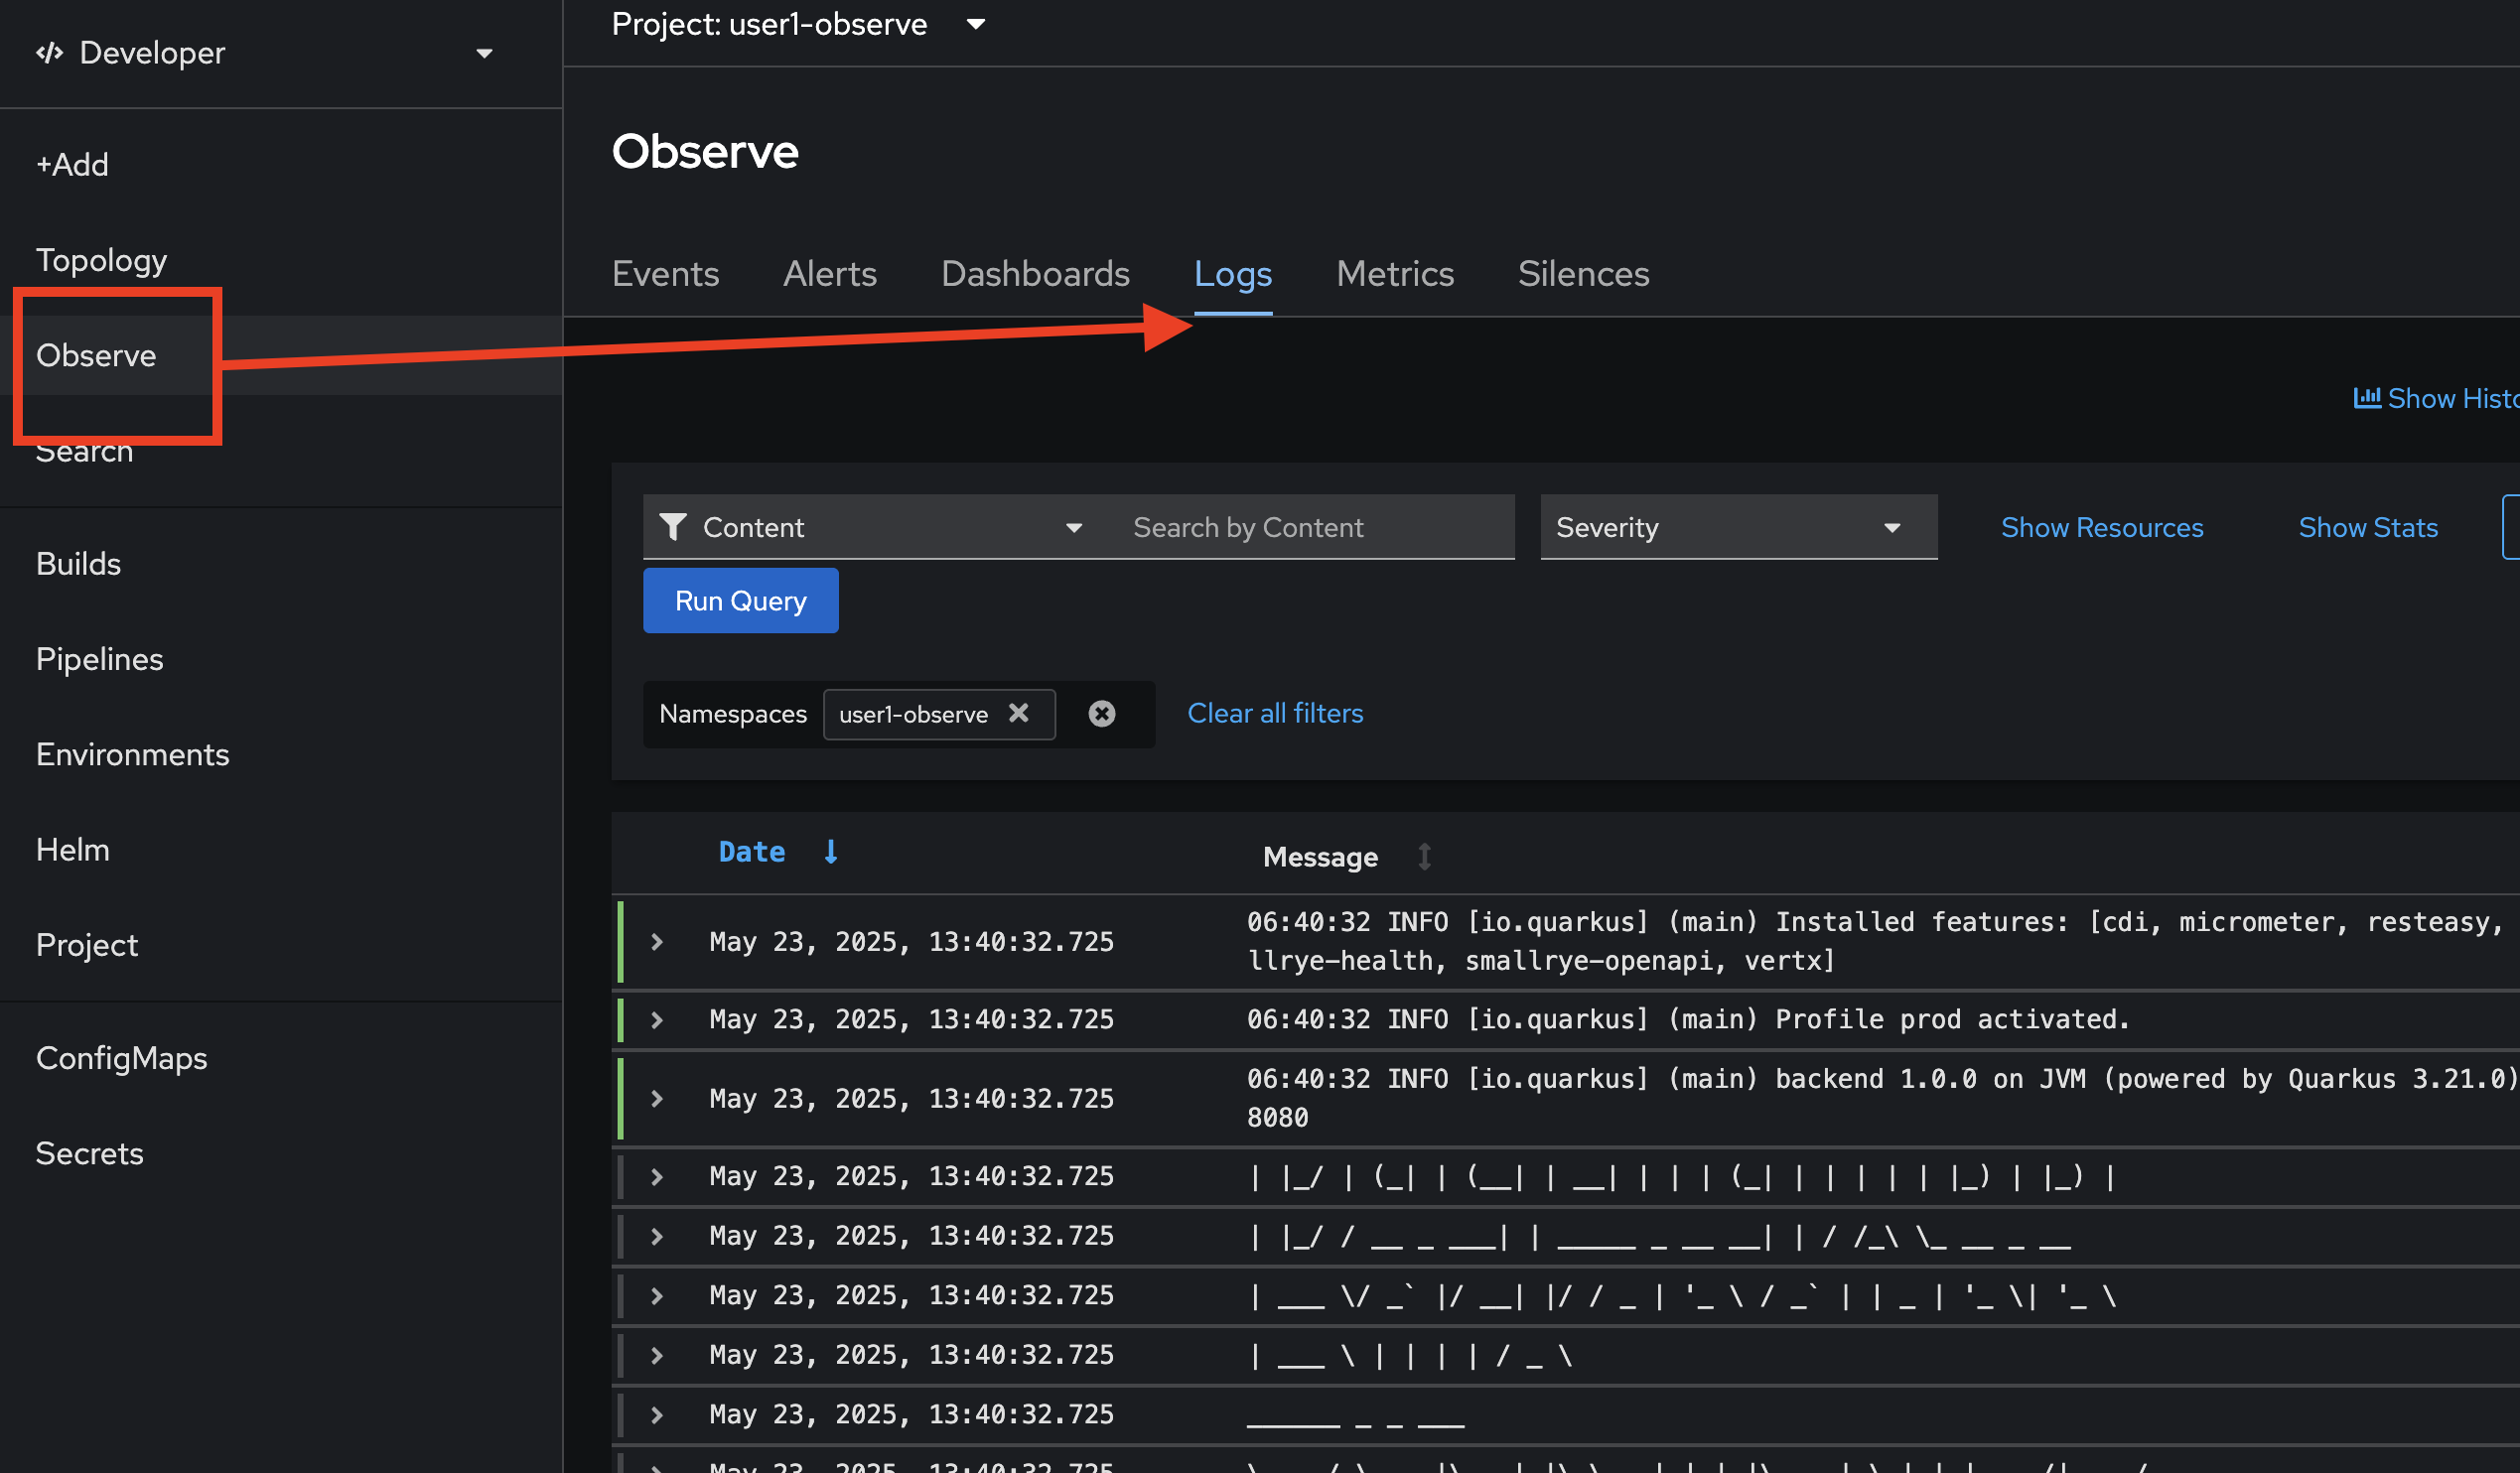 Developer
+Add
Topology
Observe
Search
Builds
Pipelines
Environments
Helm
Project
ConfigMaps
Secrets
Project: user1-observe
Observe
Events Alerts Dashboards Logs Metrics Silences
Show Histo
Content Search by Content Severity Show Resources Show Stats
Run Query
Namespaces user1-observe Clear all filters
Date Message
May 23, 2025, 13:40:32.725 06:40:32 INFO [io.quarkus] (main) Installed features: [cdi, micrometer, resteasy,
llrye-health, smallrye-openapi, vertx]
May 23, 2025, 13:40:32.725 06:40:32 INFO [io.quarkus] (main) Profile prod activated.
May 23, 2025, 13:40:32.725 06:40:32 INFO [io.quarkus] (main) backend 1.0.0 on JVM (powered by Quarkus 3.21.0)
8080
May 23, 2025, 13:40:32.725 | |_/ | (_| | (__| | __| | | | (_| | | | | | |_) | |_) |
May 23, 2025, 13:40:32.725 | |_/ / __ _ ___| | _____ _ __ __| | / /_\ \_ __ _ __
May 23, 2025, 13:40:32.725 | ___ \/ _` |/ __| |/ / _ | '_ \ / _` | | _ | '_ \| '_ \
May 23, 2025, 13:40:32.725 | ___ \ | | | | / _ \
May 23, 2025, 13:40:32.725 ______ _ _ ___
May 23, 2025, 13:40:32.725